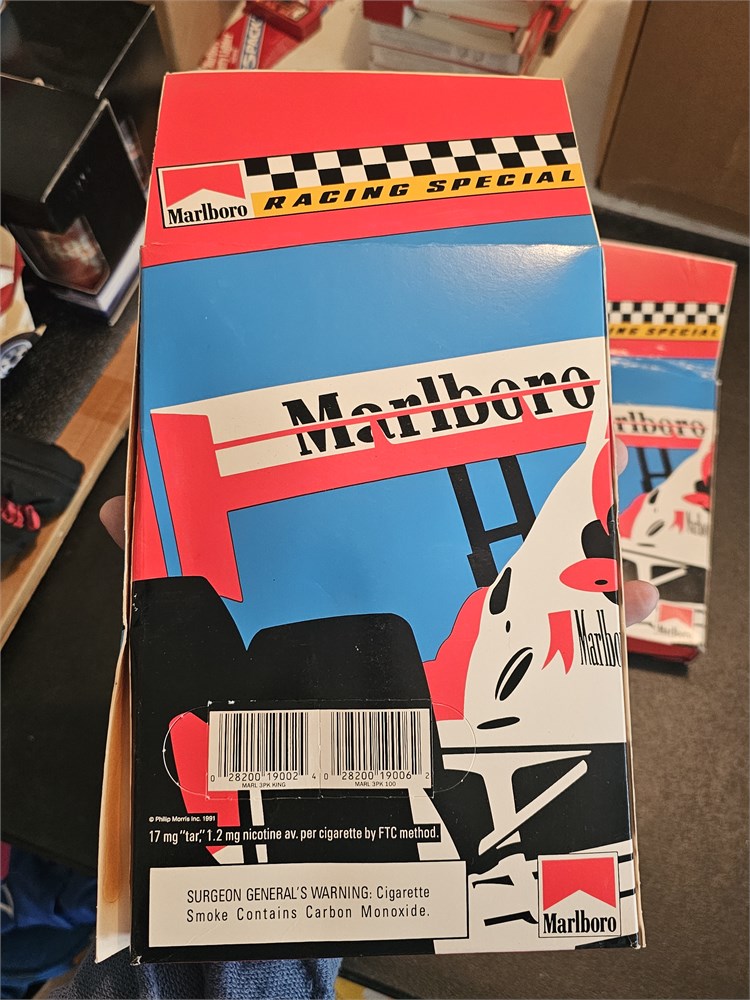 Marlboro
RACING SPECIAL
Marlboro
Marlboro
0 28200 19002 4
MARL 3PK KING
0 28200 19006 2
MARL 3PK 100
© Philip Morris Inc. 1991
17 mg "tar," 1.2 mg nicotine av. per cigarette by FTC method.
SURGEON GENERAL'S WARNING: Cigarette
Smoke Contains Carbon Monoxide.
Marlboro
SPECIAL
Marlboro